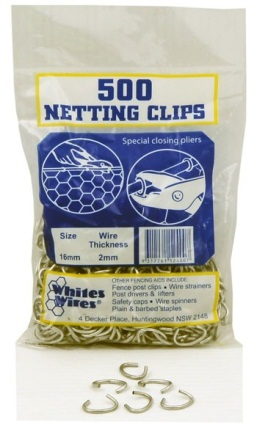 500
NETTING CLIPS
Special closing pliers
Size
Wire Thickness
16mm
2mm
Whites Wires®
OTHER FENCING AIDS INCLUDE:
Fence post clips • Wire strainers
Post drivers & lifters
Safety caps • Wire spinners
Plain & barbed staples
4 Decker Place, Huntingwood NSW 2148